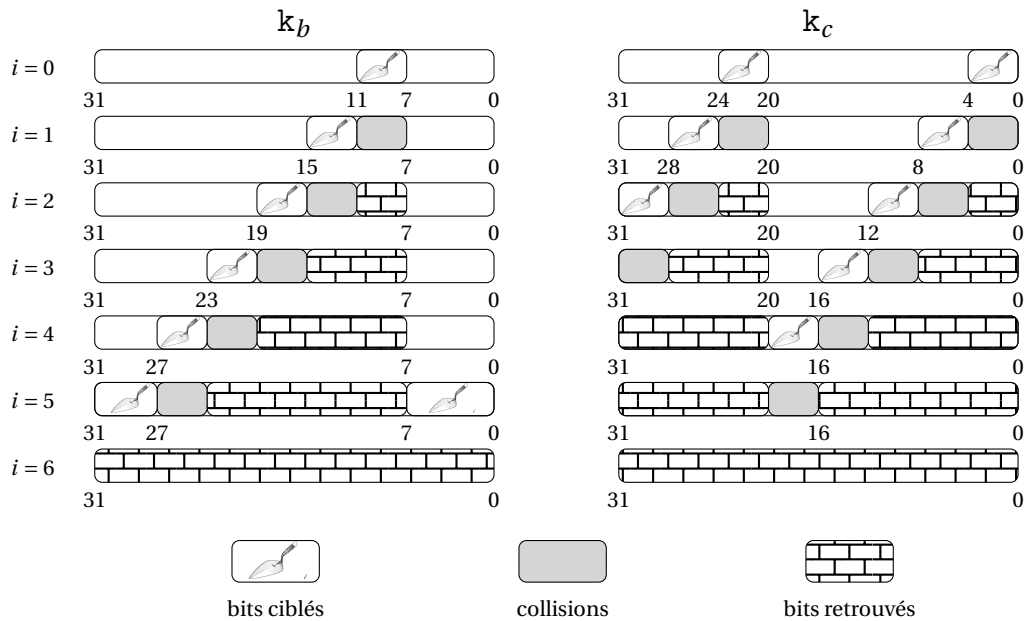 k_b k_c
i = 0
31 11 7 0 31 24 20 4 0
i = 1
31 15 7 0 31 28 20 8 0
i = 2
31 19 7 0 31 20 12 0
i = 3
31 23 7 0 31 20 16 0
i = 4
31 27 7 0 31 16 0
i = 5
31 27 7 0 31 16 0
i = 6
31 0 31 0
bits ciblés collisions bits retrouvés